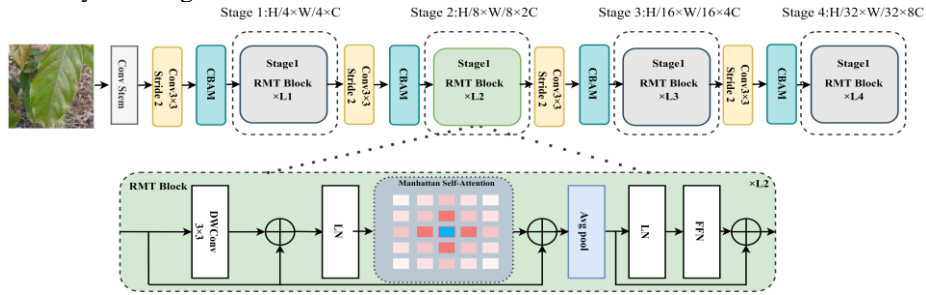 Stage 1:H/4×W/4×C
Stage 2:H/8×W/8×2C
Stage 3:H/16×W/16×4C
Stage 4:H/32×W/32×8C
Conv Stem
Conv3×3
Stride 2
CBAM
Stage1
RMT Block
×L1
Conv3×3
Stride 2
CBAM
Stage1
RMT Block
×L2
Conv3×3
Stride 2
CBAM
Stage1
RMT Block
×L3
Conv3×3
Stride 2
CBAM
Stage1
RMT Block
×L4
RMT Block
DWConv
3×3
LN
Manhattan Self-Attention
Avg pool
LN
FFN
×L2